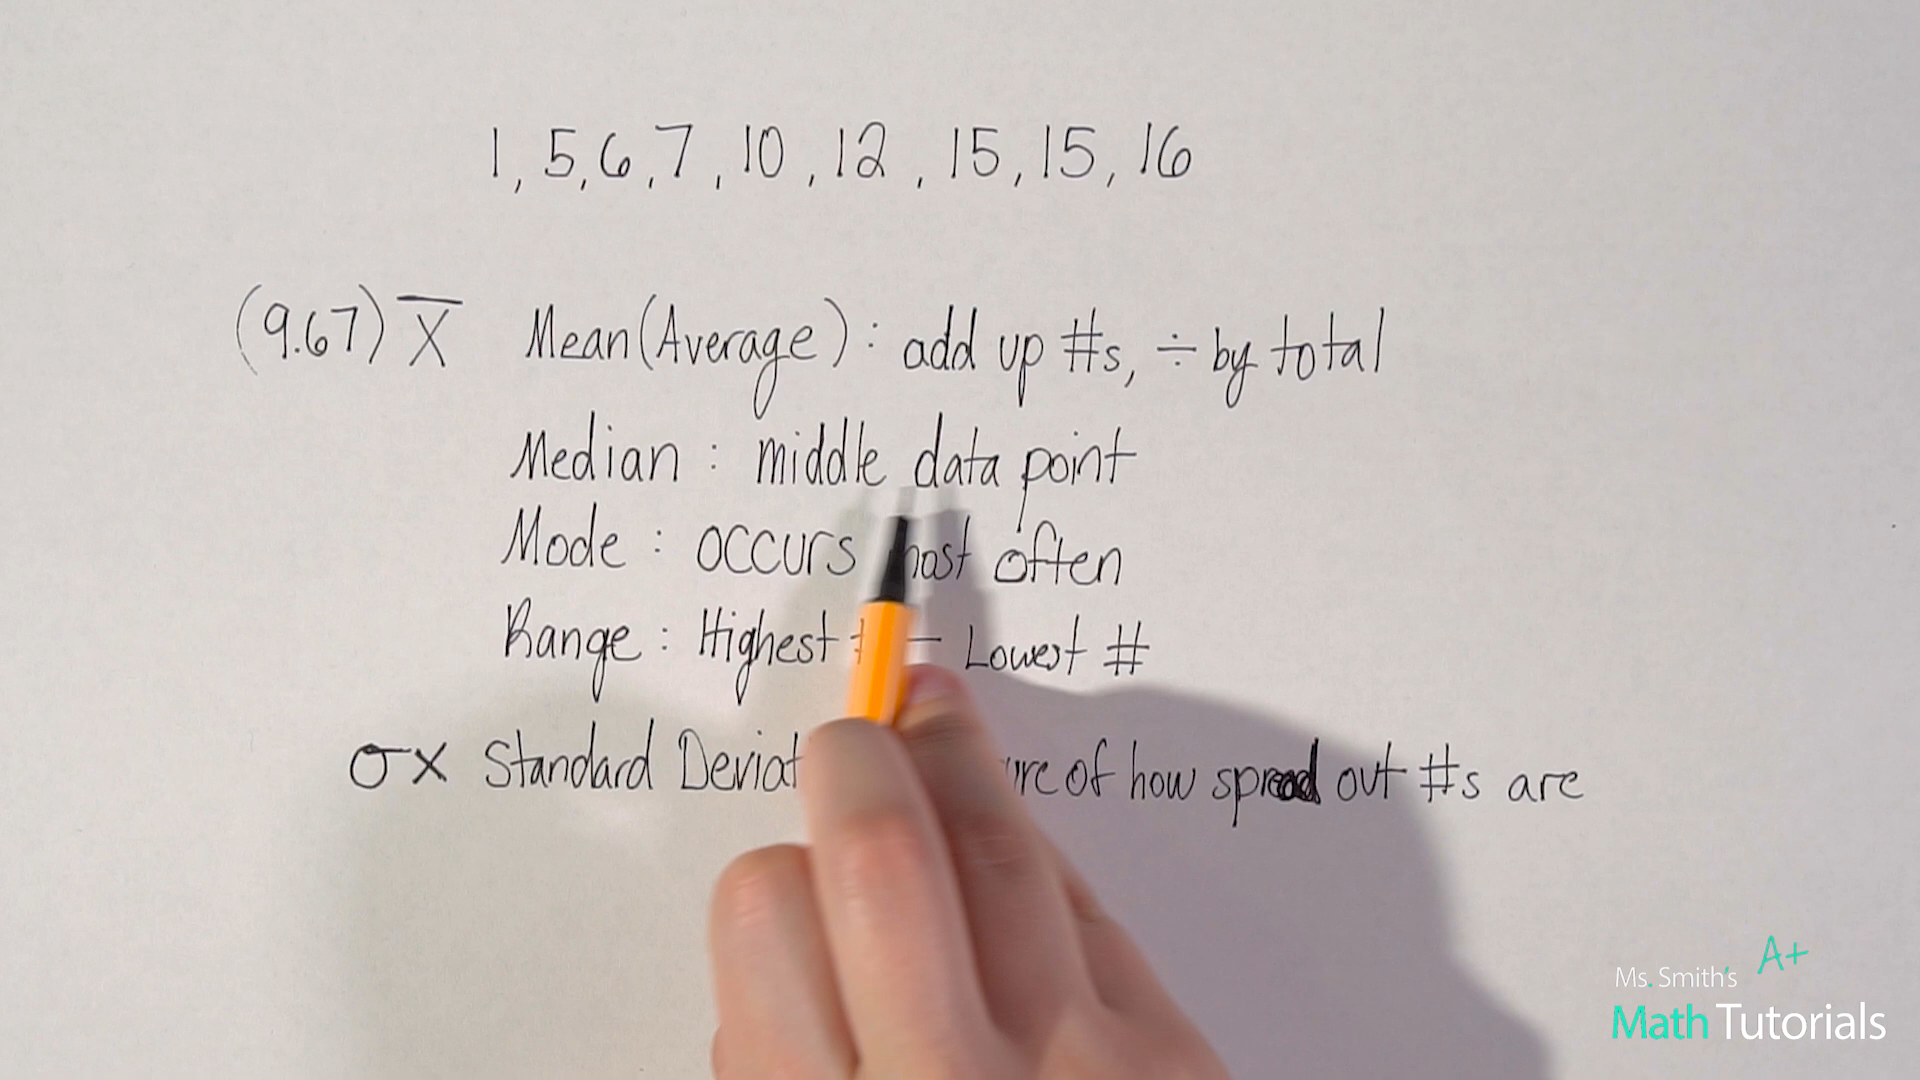 1, 5, 6, 7, 10, 12, 15, 15, 16
(9.67) X̅ Mean (Average): add up #s, ÷ by total
Median: middle data point
Mode: occurs most often
Range: Highest # - Lowest #
σx Standard Deviat ure of how spread out #s are
Ms. Smith's A+
Math Tutorials